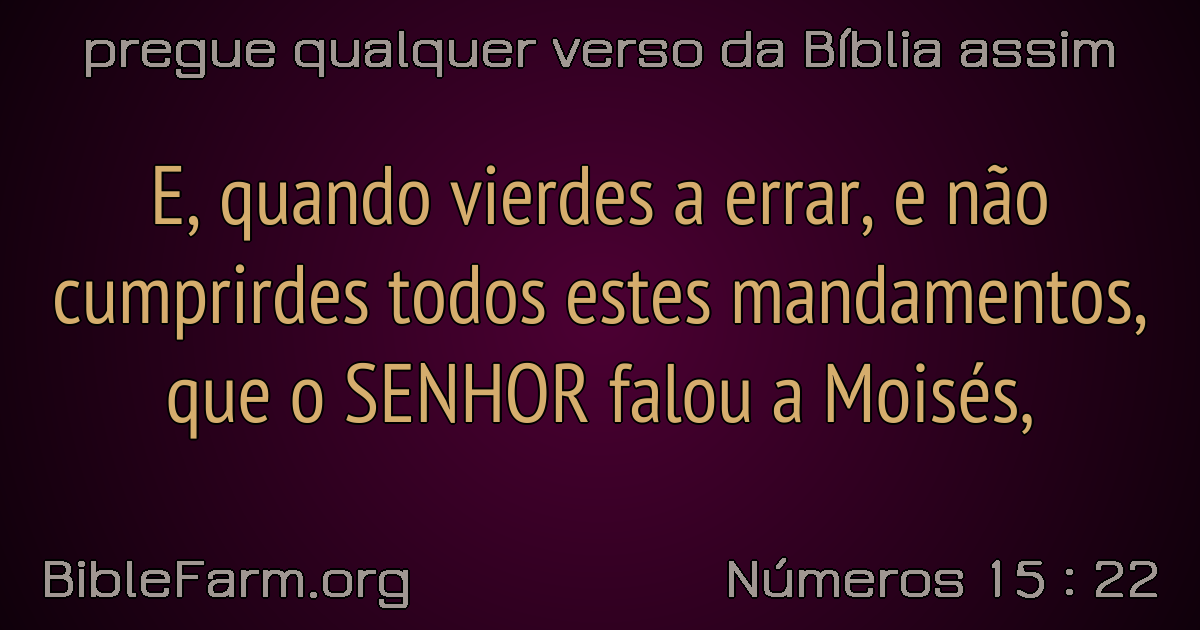 pregue qualquer verso da Bíblia assim
E, quando vierdes a errar, e não
cumprirdes todos estes mandamentos,
que o SENHOR falou a Moisés,
BibleFarm.org
Números 15 : 22